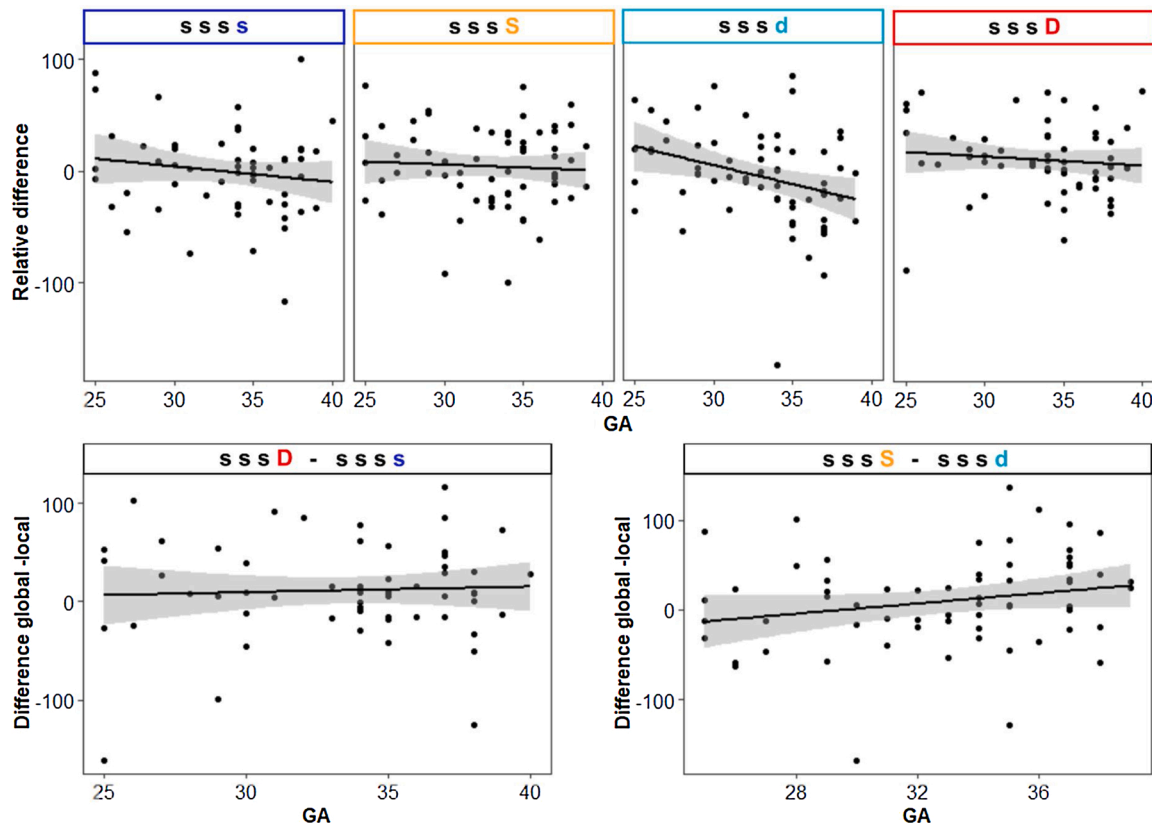 s s s s
s s s S
s s s d
s s s D
Relative difference
100
0
-100
25 30 35 40
25 30 35 40
25 30 35 40
25 30 35 40
GA
s s s D - s s s s
s s s S - s s s d
Difference global -local
100
0
-100
25 30 35 40
GA
Difference global -local
100
0
-100
28 32 36
GA